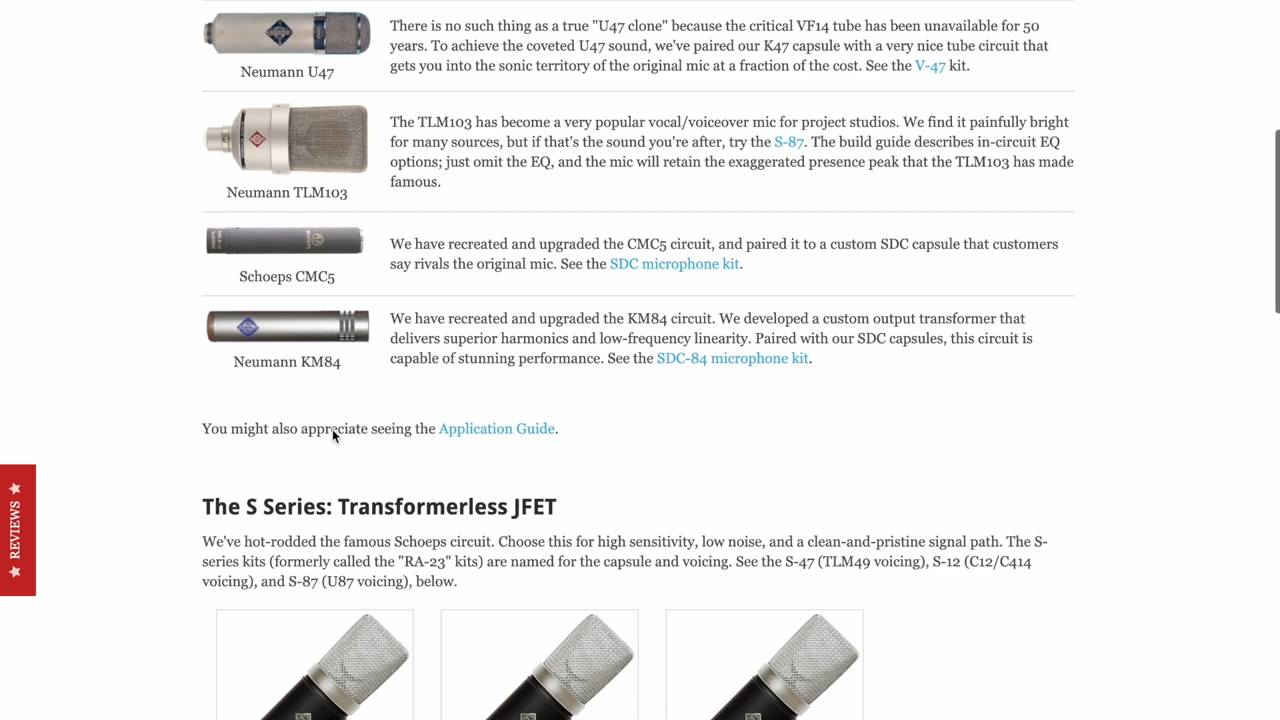 There is no such thing as a true "U47 clone" because the critical VF14 tube has been unavailable for 50
years. To achieve the coveted U47 sound, we've paired our K47 capsule with a very nice tube circuit that
gets you into the sonic territory of the original mic at a fraction of the cost. See the V-47 kit.
Neumann U47
The TLM103 has become a very popular vocal/voiceover mic for project studios. We find it painfully bright
for many sources, but if that's the sound you're after, try the S-87. The build guide describes in-circuit EQ
options; just omit the EQ, and the mic will retain the exaggerated presence peak that the TLM103 has made
famous.
Neumann TLM103
We have recreated and upgraded the CMC5 circuit, and paired it to a custom SDC capsule that customers
say rivals the original mic. See the SDC microphone kit.
Schoeps CMC5
We have recreated and upgraded the KM84 circuit. We developed a custom output transformer that
delivers superior harmonics and low-frequency linearity. Paired with our SDC capsules, this circuit is
capable of stunning performance. See the SDC-84 microphone kit.
Neumann KM84
You might also appreciate seeing the Application Guide.
REVIEWS
The S Series: Transformerless JFET
We've hot-rodded the famous Schoeps circuit. Choose this for high sensitivity, low noise, and a clean-and-pristine signal path. The S-
series kits (formerly called the "RA-23" kits) are named for the capsule and voicing. See the S-47 (TLM49 voicing), S-12 (C12/C414
voicing), and S-87 (U87 voicing), below.